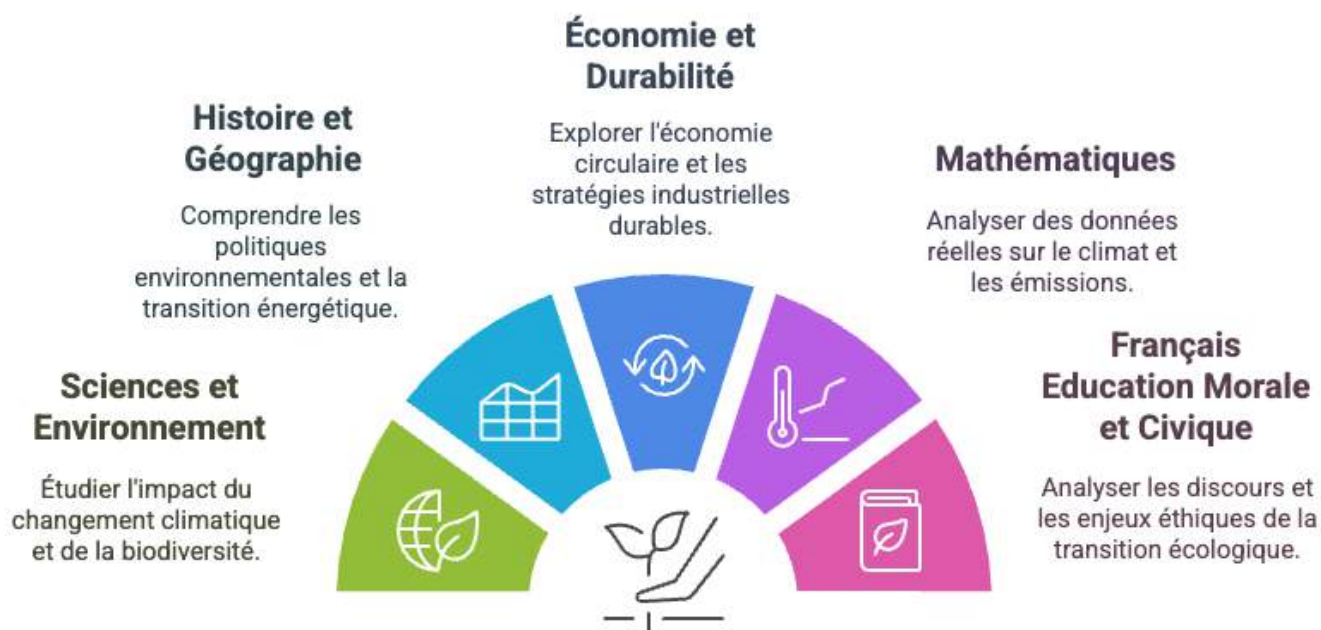 Économie et
Durabilité
Explorer l'économie
circulaire et les
stratégies industrielles
durables.
Histoire et
Géographie
Comprendre les
politiques
environnementales et la
transition énergétique.
Mathématiques
Analyser des données
réelles sur le climat et
les émissions.
Sciences et
Environnement
Étudier l'impact du
changement climatique
et de la biodiversité.
Français
Education Morale
et Civique
Analyser les discours et
les enjeux éthiques de la
transition écologique.